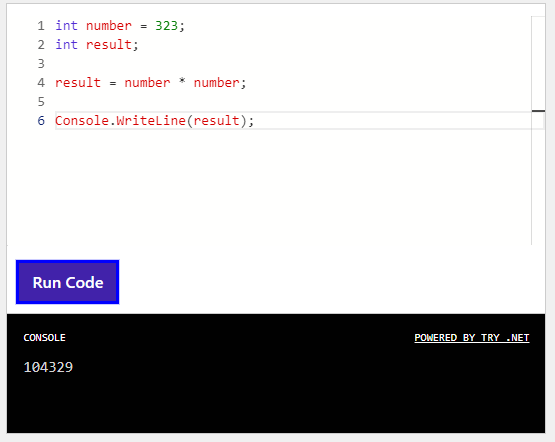 1 int number = 323;
2 int result;
3
4 result = number * number;
5
6 Console.WriteLine(result);
Run Code
CONSOLE
POWERED BY TRY .NET
104329